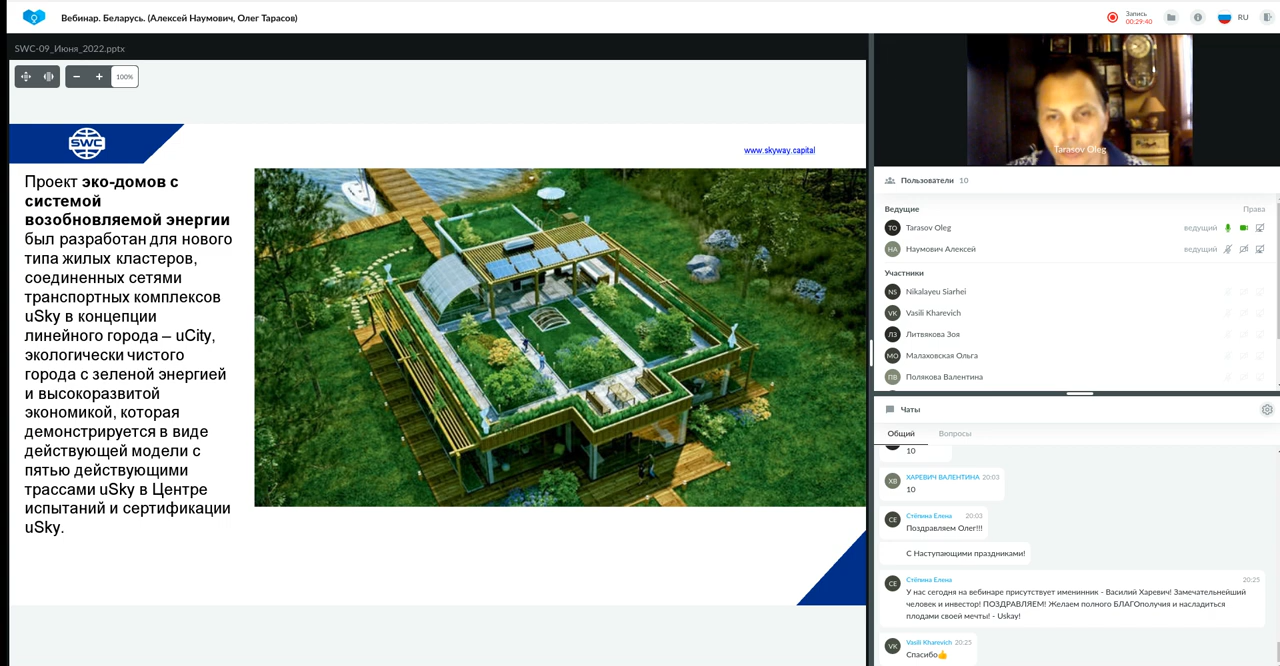 Вебинар. Беларусь. (Алексей Наумович, Олег Тарасов)
Запись
00:29:40
RU
SWC-09_Июня_2022.pptx
100%
SWC
www.skyway.capital
Проект эко-домов с
системой
возобновляемой энергии
был разработан для нового
типа жилых кластеров,
соединенных сетями
транспортных комплексов
uSky в концепции
линейного города – uCity,
экологически чистого
города с зеленой энергией
и высокоразвитой
экономикой, которая
демонстрируется в виде
действующей модели с
пятью действующими
трассами uSky в Центре
испытаний и сертификации
uSky.
Tarasov Oleg
Пользователи 10
Ведущие Права
TO Tarasov Oleg ведущий
НА Наумович Алексей ведущий
Участники
NS Nikalayeu Siarhei
VK Vasili Kharevich
ЛЗ Литвякова Зоя
МО Малаховская Ольга
ПВ Полякова Валентина
Чаты
Общий Вопросы
10
ХВ ХАРЕВИЧ ВАЛЕНТИНА 20:03
10
СЕ Стёпина Елена 20:03
Поздравляем Олег!!!
С Наступающими праздниками!
СЕ Стёпина Елена 20:25
У нас сегодня на вебинаре присутствует именинник - Василий Харевич! Замечательнейший
человек и инвестор! ПОЗДРАВЛЯЕМ! Желаем полного БЛАГОполучия и насладиться
плодами своей мечты! - Uskay!
VK Vasili Kharevich 20:25
Спасибо👍